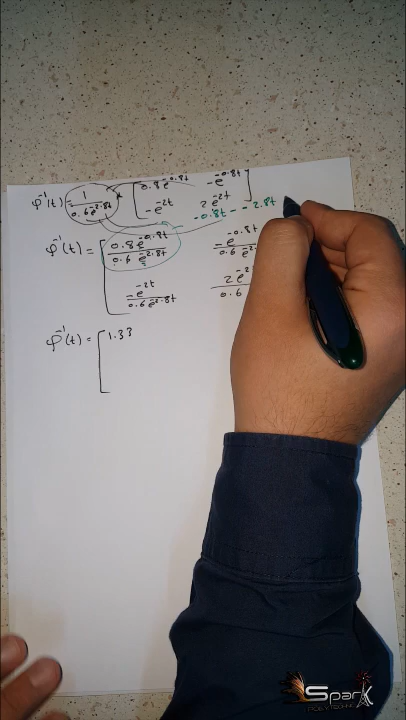 φ⁻¹(t) = 1 / 0.6e^-2.8t * [ 0.8e^-0.8t  -e^-0.8t
-e^-2t  2e^-2t ]
-0.8t - -2.8t
φ⁻¹(t) = [ 0.8e^-0.8t / 0.6e^-2.8t  -e^-0.8t / 0.6e^-2
-e^-2t / 0.6e^-2.8t  2e^-2 / 0.6
φ⁻¹(t) = [ 1.33
Spark
POLYTECHNIC